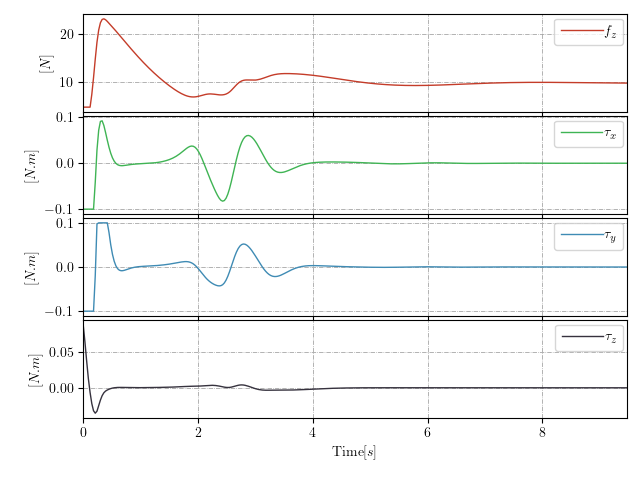 20
10
[N]
f_z
0.1
0.0
−0.1
[N.m]
τ_x
0.1
0.0
−0.1
[N.m]
τ_y
0.05
0.00
[N.m]
τ_z
0 2 4 6 8
Time[s]